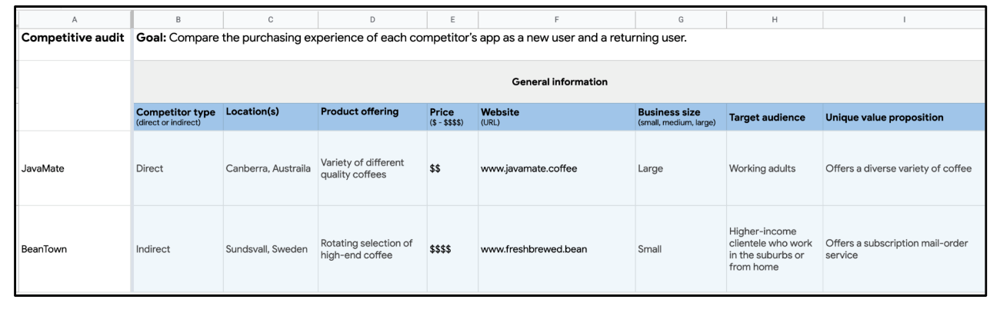 A B C D E F G H I
Competitive audit Goal: Compare the purchasing experience of each competitor's app as a new user and a returning user.
General information
Competitor type
(direct or indirect)
Location(s)
Product offering
Price
($ - $$$$)
Website
(URL)
Business size
(small, medium, large)
Target audience
Unique value proposition
JavaMate
Direct
Canberra, Austraila
Variety of different
quality coffees
$$
www.javamate.coffee
Large
Working adults
Offers a diverse variety of coffee
BeanTown
Indirect
Sundsvall, Sweden
Rotating selection of
high-end coffee
$$$$
www.freshbrewed.bean
Small
Higher-income
clientele who work
in the suburbs or
from home
Offers a subscription mail-order
service